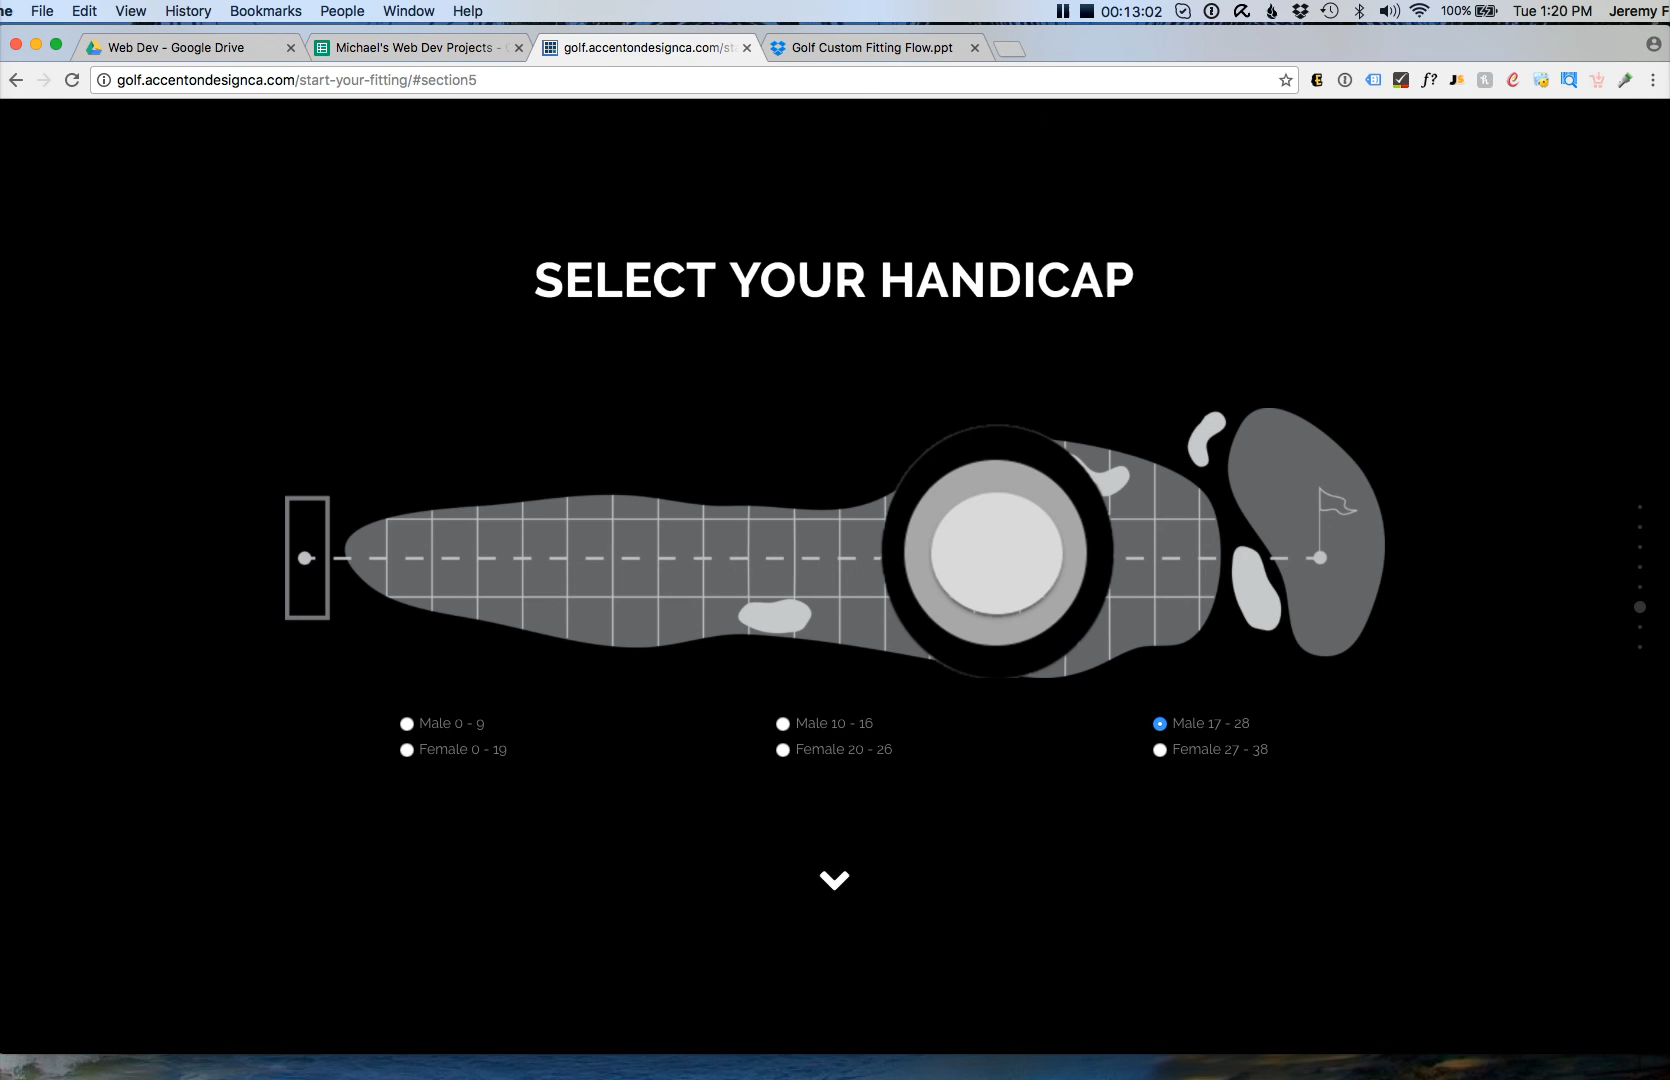 File Edit View History Bookmarks People Window Help 00:13:02 100% Tue 1:20 PM Jeremy F
Web Dev - Google Drive Michael's Web Dev Projects - golf.accentondesignca.com/st Golf Custom Fitting Flow.ppt
golf.accentondesignca.com/start-your-fitting/#section5
SELECT YOUR HANDICAP
Male 0 - 9 Male 10 - 16 Male 17 - 28
Female 0 - 19 Female 20 - 26 Female 27 - 38